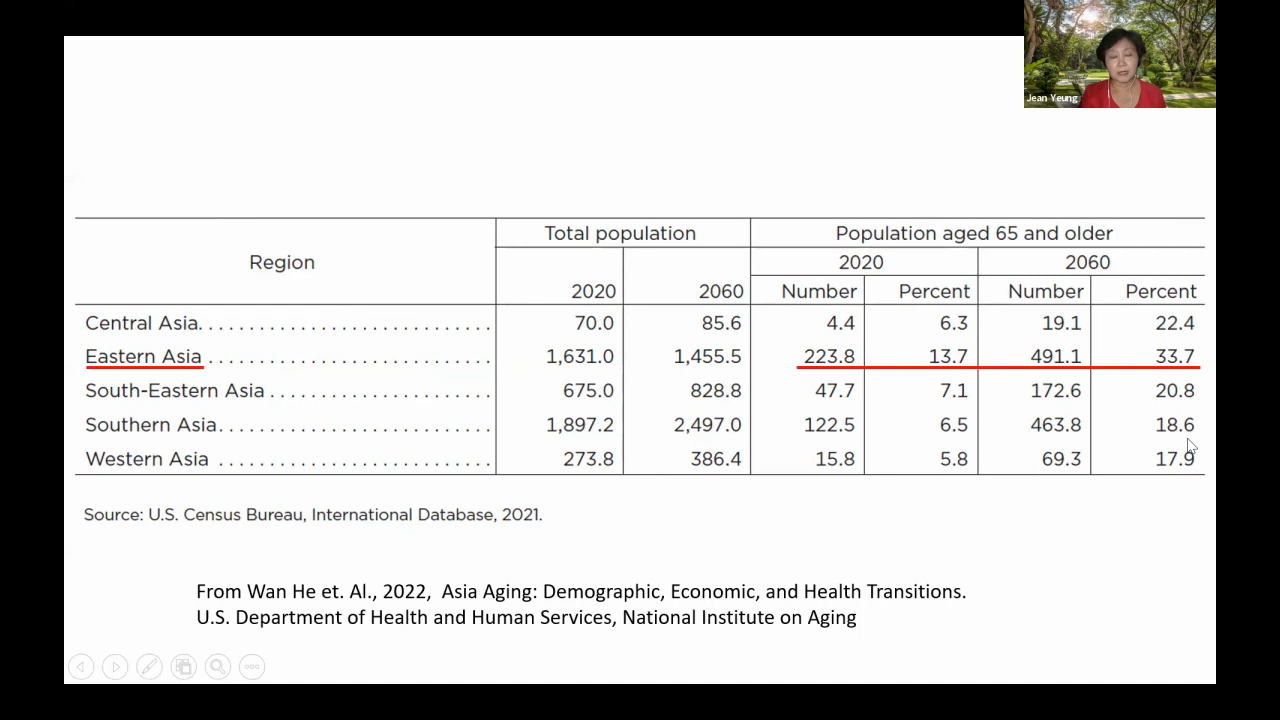 Jean Yeung
Region Total population Population aged 65 and older
2020 2060
2020 2060 Number Percent Number Percent
Central Asia. . . . . . . . . . . . . . . . . . . . . . . . . . . . . 70.0 85.6 4.4 6.3 19.1 22.4
Eastern Asia . . . . . . . . . . . . . . . . . . . . . . . . . . . . 1,631.0 1,455.5 223.8 13.7 491.1 33.7
South-Eastern Asia . . . . . . . . . . . . . . . . . . . . . . 675.0 828.8 47.7 7.1 172.6 20.8
Southern Asia. . . . . . . . . . . . . . . . . . . . . . . . . . . 1,897.2 2,497.0 122.5 6.5 463.8 18.6
Western Asia . . . . . . . . . . . . . . . . . . . . . . . . . . . 273.8 386.4 15.8 5.8 69.3 17.9
Source: U.S. Census Bureau, International Database, 2021.
From Wan He et. Al., 2022, Asia Aging: Demographic, Economic, and Health Transitions.
U.S. Department of Health and Human Services, National Institute on Aging